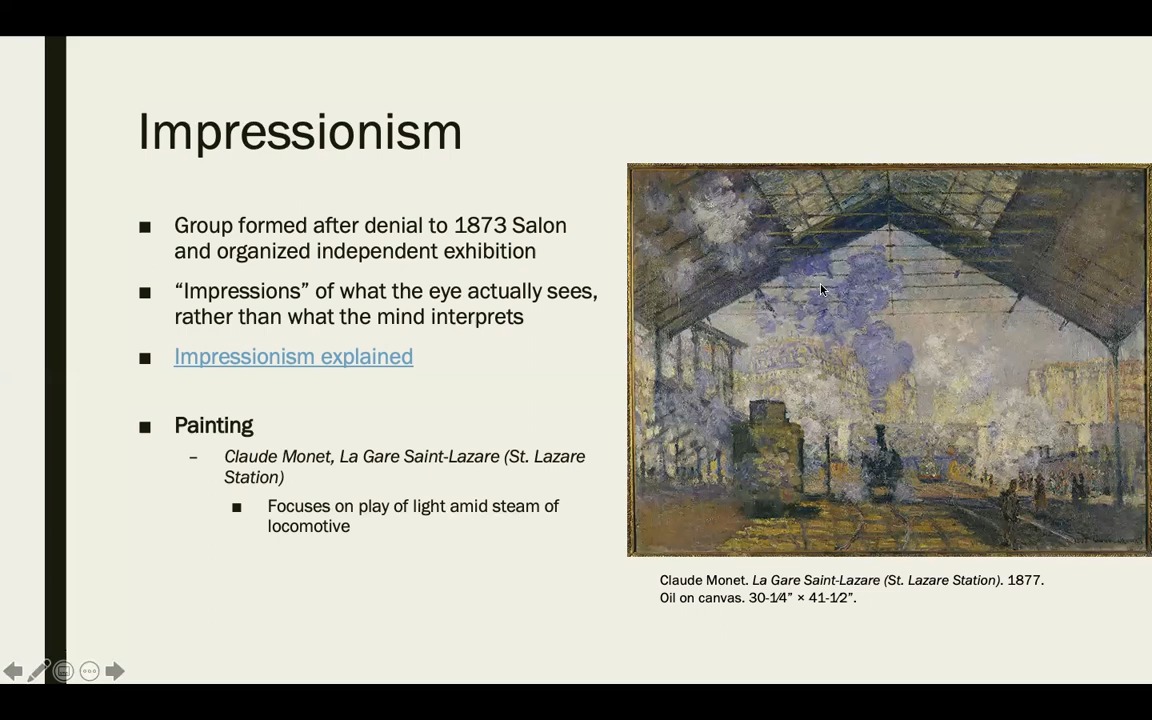 Impressionism
Group formed after denial to 1873 Salon
and organized independent exhibition
“Impressions” of what the eye actually sees,
rather than what the mind interprets
Impressionism explained
Painting
– Claude Monet, La Gare Saint-Lazare (St. Lazare
Station)
Focuses on play of light amid steam of
locomotive
Claude Monet. La Gare Saint-Lazare (St. Lazare Station). 1877.
Oil on canvas. 30-1⁄4” × 41-1⁄2”.